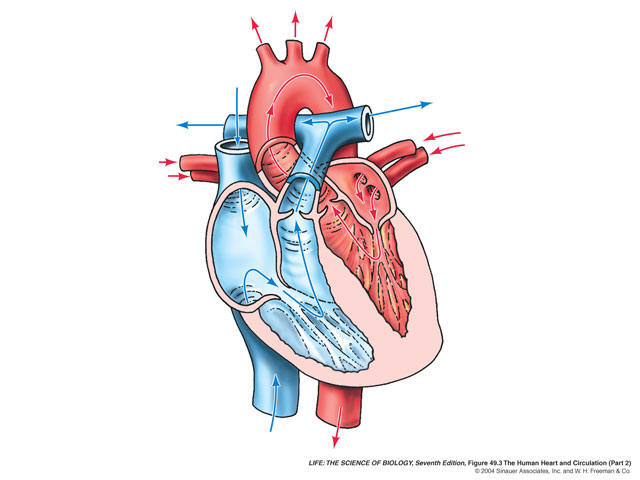 LIFE: THE SCIENCE OF BIOLOGY, Seventh Edition, Figure 49.3 The Human Heart and Circulation (Part 2)
© 2004 Sinauer Associates, Inc. and W. H. Freeman & Co.